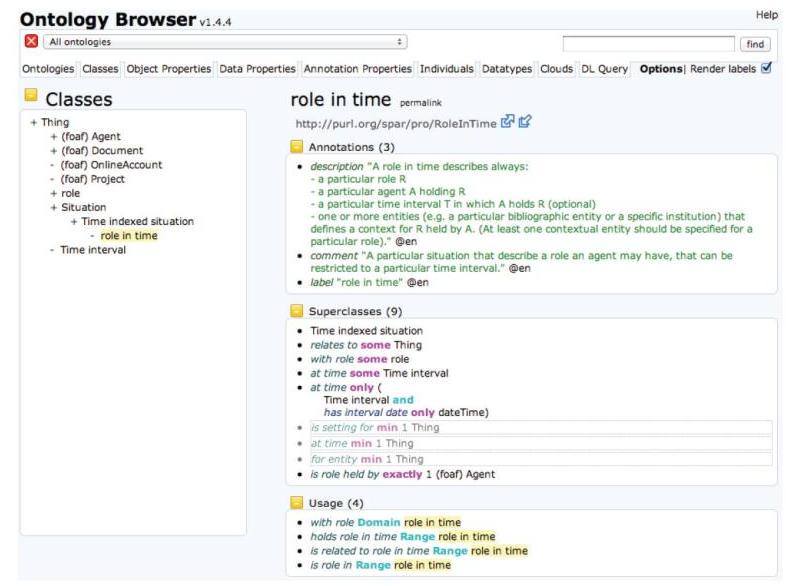 Ontology Browser v1.4.4
Help
All ontologies
find
Ontologies Classes Object Properties Data Properties Annotation Properties Individuals Datatypes Clouds DL Query Options| Render labels
Classes
+ Thing
+ (foaf) Agent
+ (foaf) Document
- (foaf) OnlineAccount
- (foaf) Project
+ role
+ Situation
+ Time indexed situation
- role in time
- Time interval
role in time permalink
http://purl.org/spar/pro/RoleInTime
- Annotations (3)
• description "A role in time describes always:
- a particular role R
- a particular agent A holding R
- a particular time interval T in which A holds R (optional)
- one or more entities (e.g. a particular bibliographic entity or a specific institution) that
defines a context for R held by A. (At least one contextual entity should be specified for a
particular role)." @en
• comment "A particular situation that describe a role an agent may have, that can be
restricted to a particular time interval." @en
• label "role in time" @en
- Superclasses (9)
• Time indexed situation
• relates to some Thing
• with role some role
• at time some Time interval
• at time only (
Time interval and
has interval date only dateTime)
• is setting for min 1 Thing
• at time min 1 Thing
• for entity min 1 Thing
• is role held by exactly 1 (foaf) Agent
- Usage (4)
• with role Domain role in time
• holds role in time Range role in time
• is related to role in time Range role in time
• is role in Range role in time